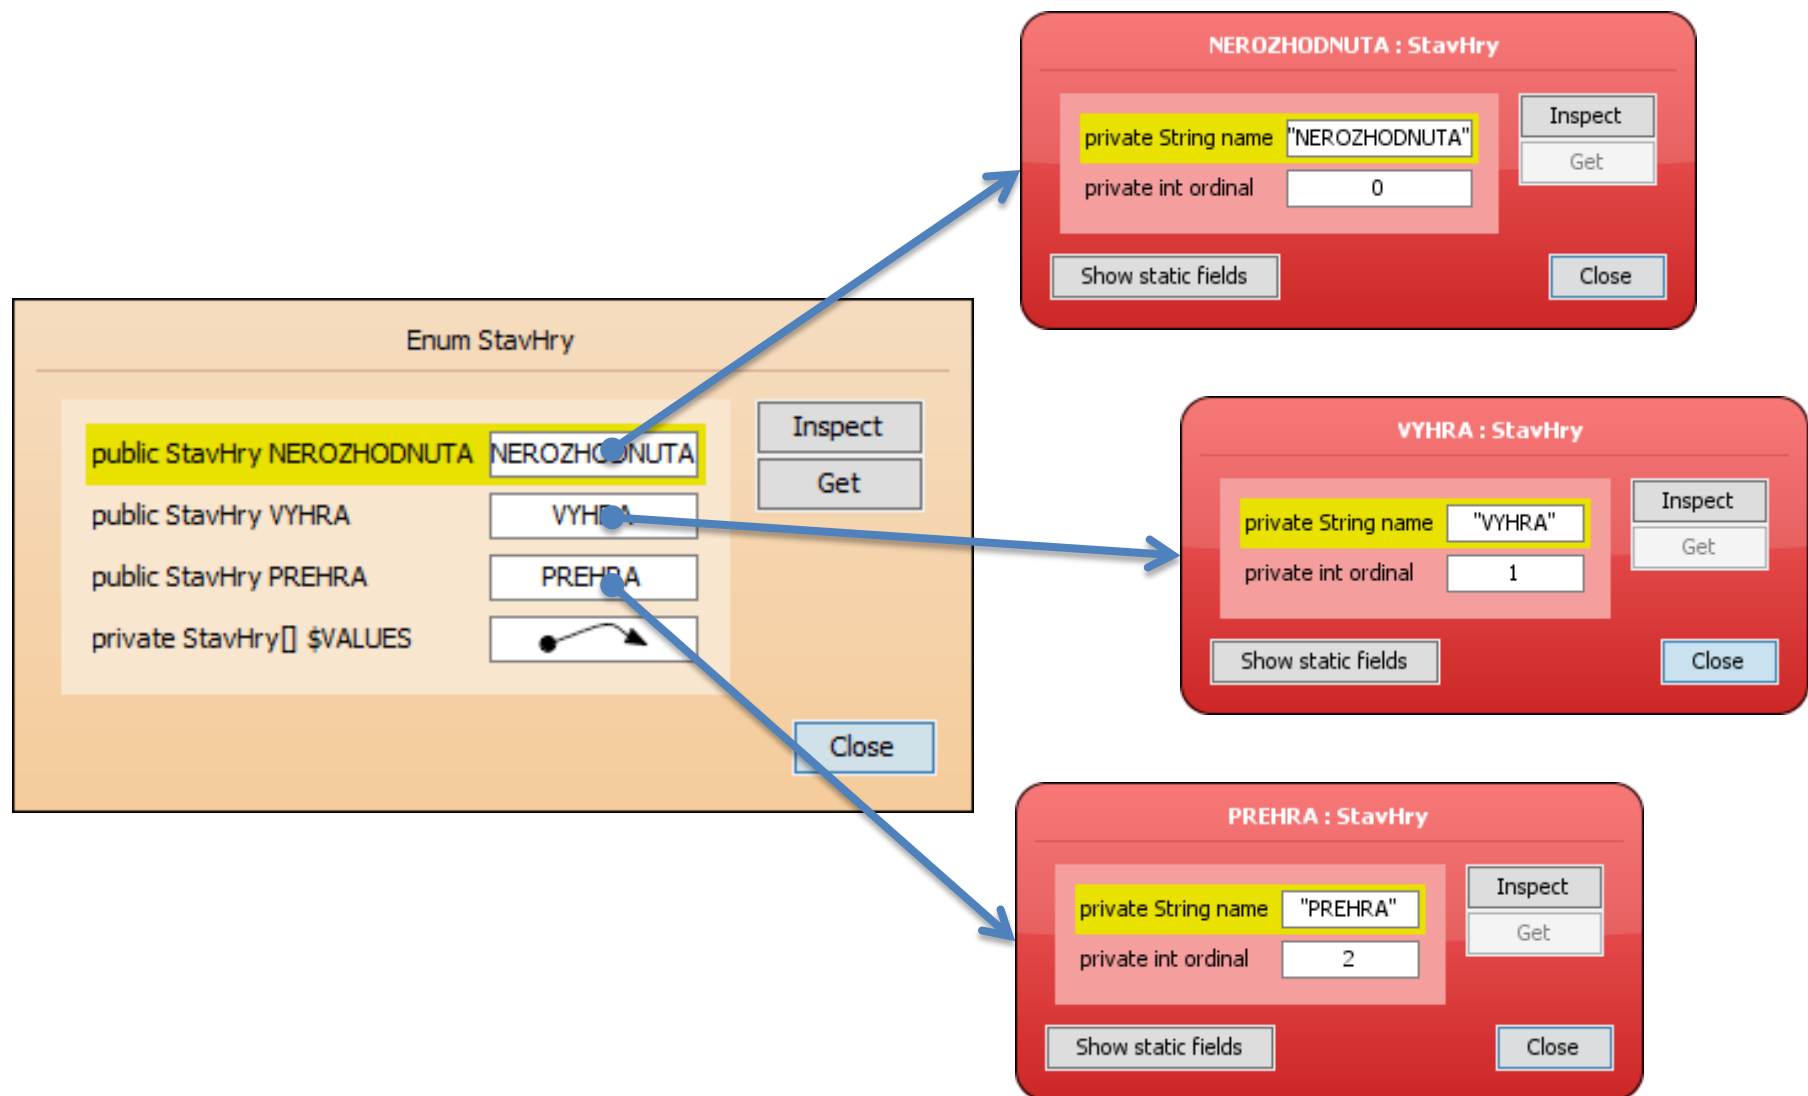 Enum StavHry
public StavHry NEROZHODNUTA NEROZHODNUTA
public StavHry VYHRA VYHRA
public StavHry PREHRA PREHRA
private StavHry[] $VALUES
Inspect
Get
Close
NEROZHODNUTA : StavHry
private String name "NEROZHODNUTA"
private int ordinal 0
Inspect
Get
Show static fields
Close
VYHRA : StavHry
private String name "VYHRA"
private int ordinal 1
Inspect
Get
Show static fields
Close
PREHRA : StavHry
private String name "PREHRA"
private int ordinal 2
Inspect
Get
Show static fields
Close